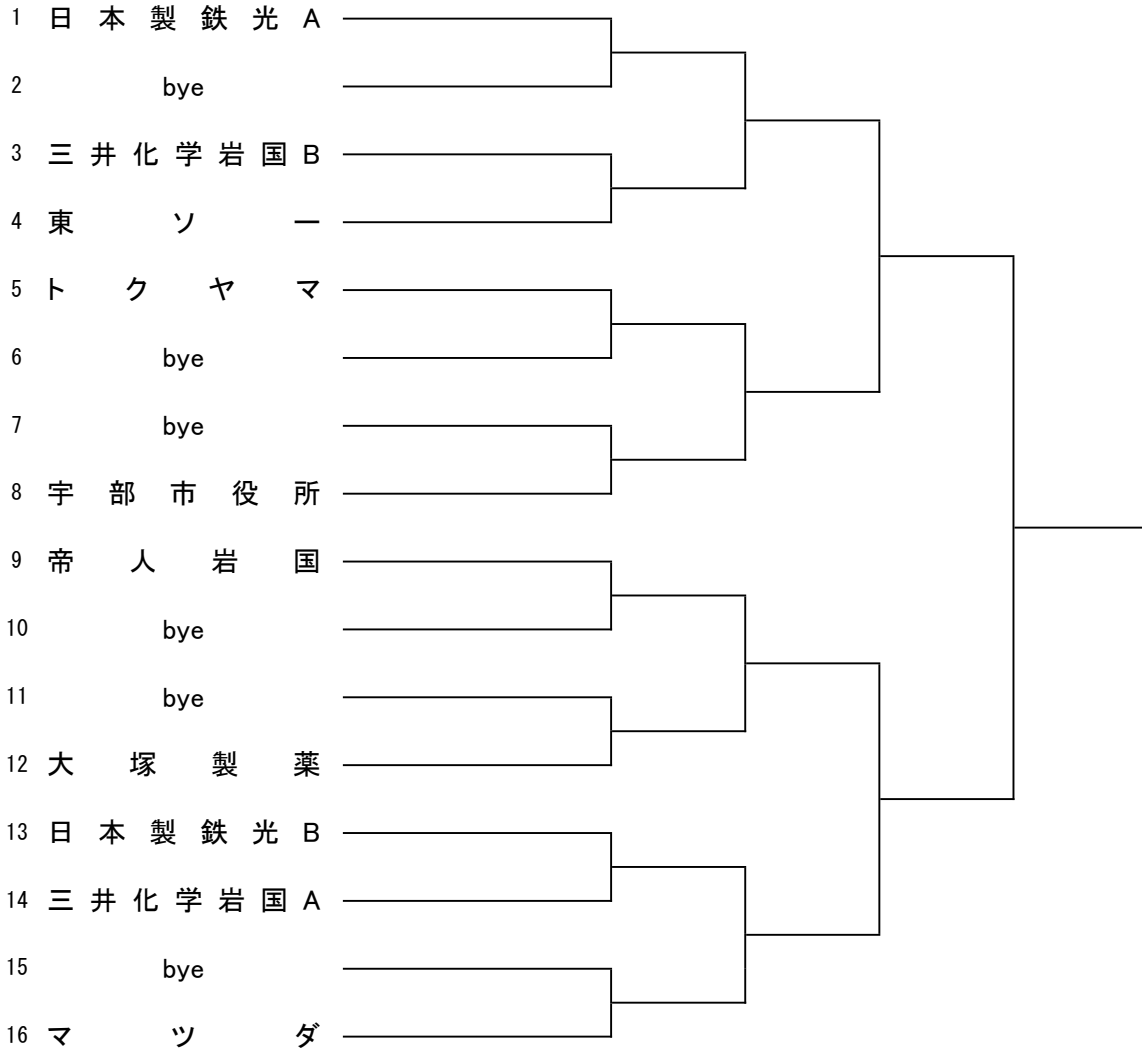 1 日本製鉄光A
2 bye
3 三井化学岩国B
4 東ソー
5 トクヤマ
6 bye
7 bye
8 宇部市役所
9 帝人岩国
10 bye
11 bye
12 大塚製薬
13 日本製鉄光B
14 三井化学岩国A
15 bye
16 マツダ